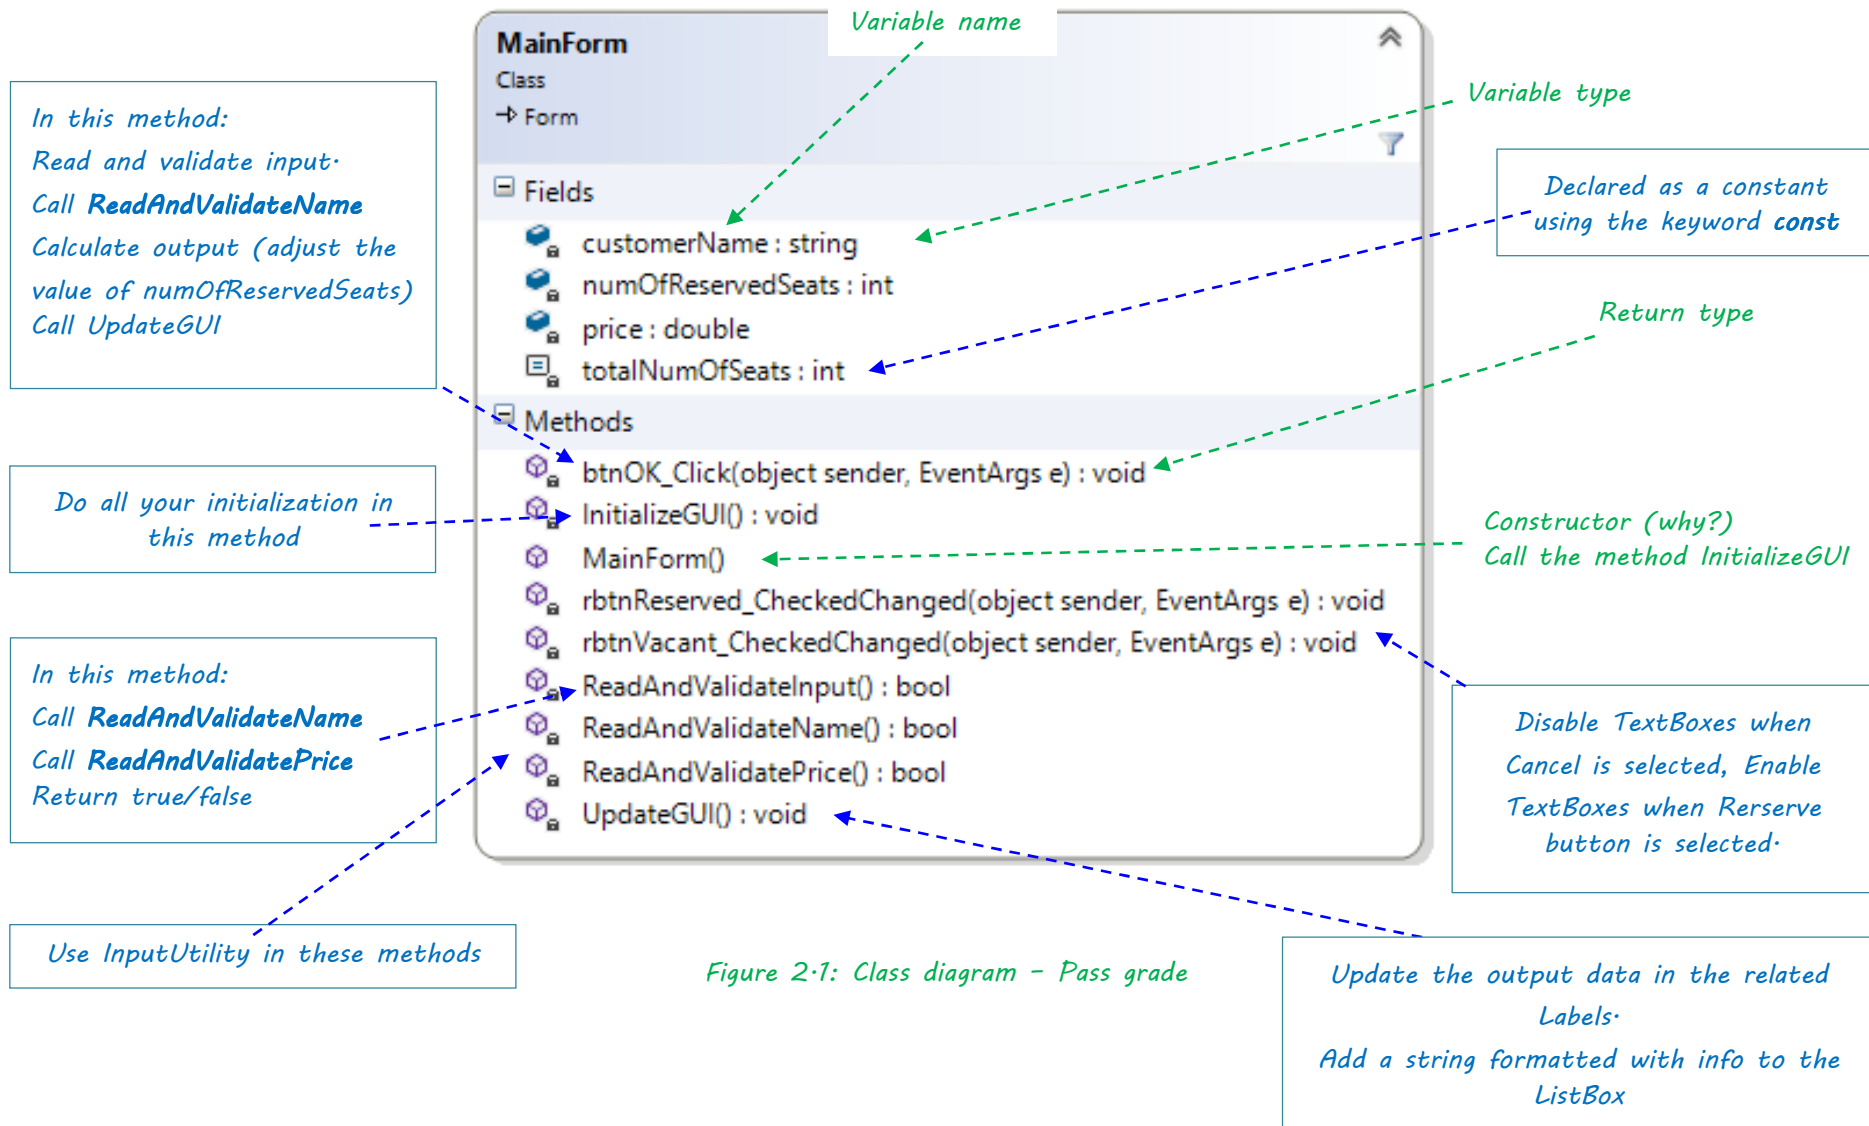 Variable name
MainForm
Class
Form
Variable type
In this method:
Read and validate input.
Call ReadAndValidateName
Calculate output (adjust the
value of numOfReservedSeats)
Call UpdateGUI
Declared as a constant
using the keyword const
Fields
customerName : string
numOfReservedSeats : int
price : double
totalNumOfSeats : int
Return type
Methods
btnOK_Click(object sender, EventArgs e) : void
InitializeGUI() : void
MainForm()
rbtnReserved_CheckedChanged(object sender, EventArgs e) : void
rbtnVacant_CheckedChanged(object sender, EventArgs e) : void
ReadAndValidateInput() : bool
ReadAndValidateName() : bool
ReadAndValidatePrice() : bool
UpdateGUI() : void
Do all your initialization in
this method
Constructor (why?)
Call the method InitializeGUI
In this method:
Call ReadAndValidateName
Call ReadAndValidatePrice
Return true/false
Disable TextBoxes when
Cancel is selected, Enable
TextBoxes when Rerserve
button is selected.
Use InputUtility in these methods
Figure 2.1: Class diagram - Pass grade
Update the output data in the related
Labels.
Add a string formatted with info to the
ListBox